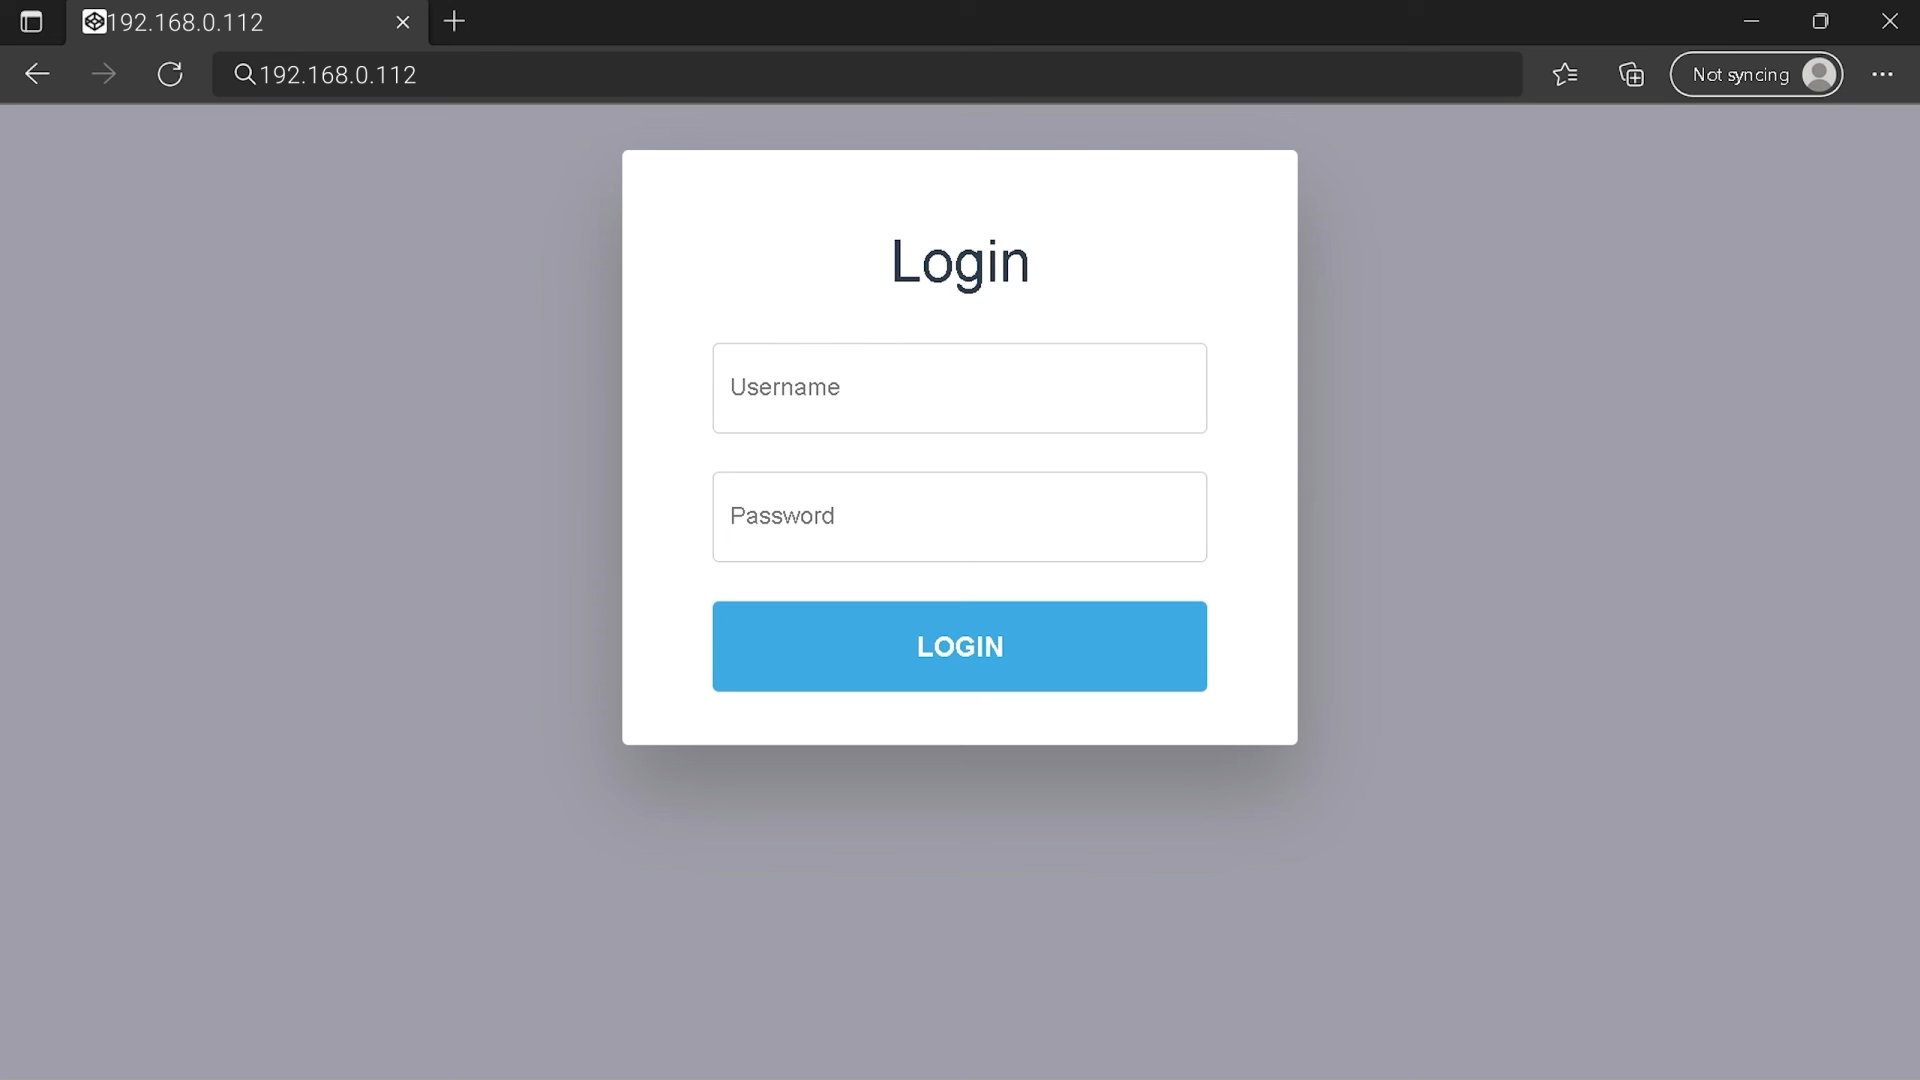 192.168.0.112
192.168.0.112
Not syncing
Login
Username
Password
LOGIN